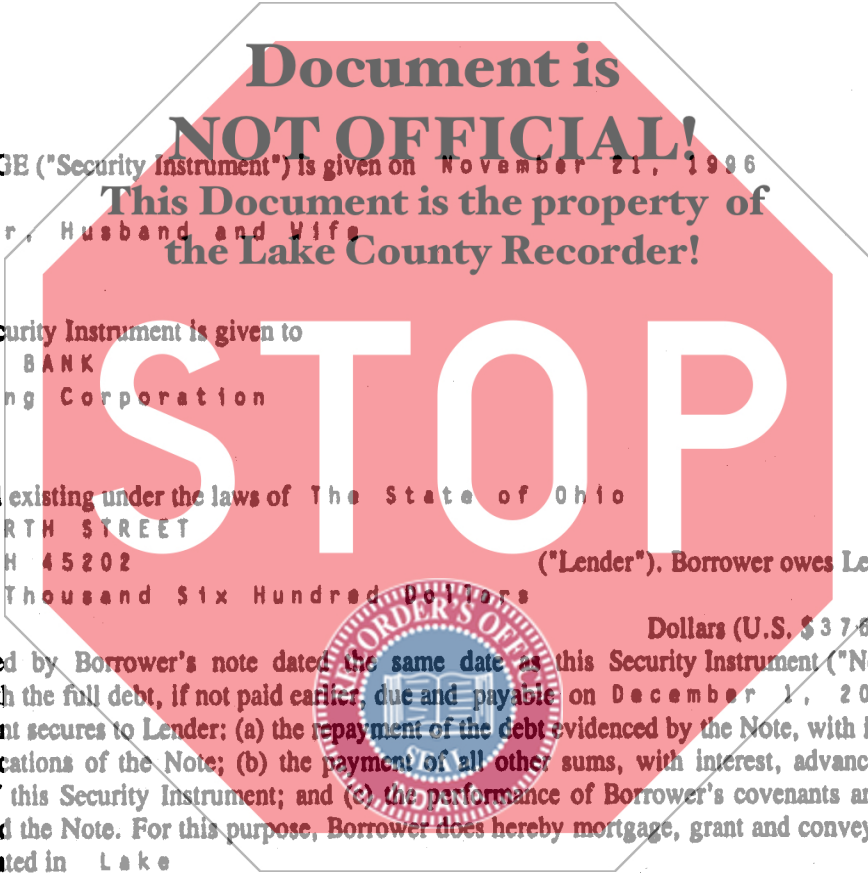 Document is
NOT OFFICIAL!
GE ("Security Instrument") is given on November 21, 1996
This Document is the property of
r, Husband and Wife
the Lake County Recorder!
STOP
curity Instrument is given to
BANK
ng Corporation
existing under the laws of The State of Ohio
RTH STREET
H 45202
("Lender"). Borrower owes Le
Thousand Six Hundred Dollars
Dollars (U.S. $376
ed by Borrower's note dated the same date as this Security Instrument ("N
h the full debt, if not paid earlier, due and payable on December 1, 20
nt secures to Lender: (a) the repayment of the debt evidenced by the Note, with i
cations of the Note; (b) the payment of all other sums, with interest, advanc
f this Security Instrument; and (c) the performance of Borrower's covenants an
d the Note. For this purpose, Borrower does hereby mortgage, grant and convey
ated in Lake
RECORDER'S OFFICE
SEAL